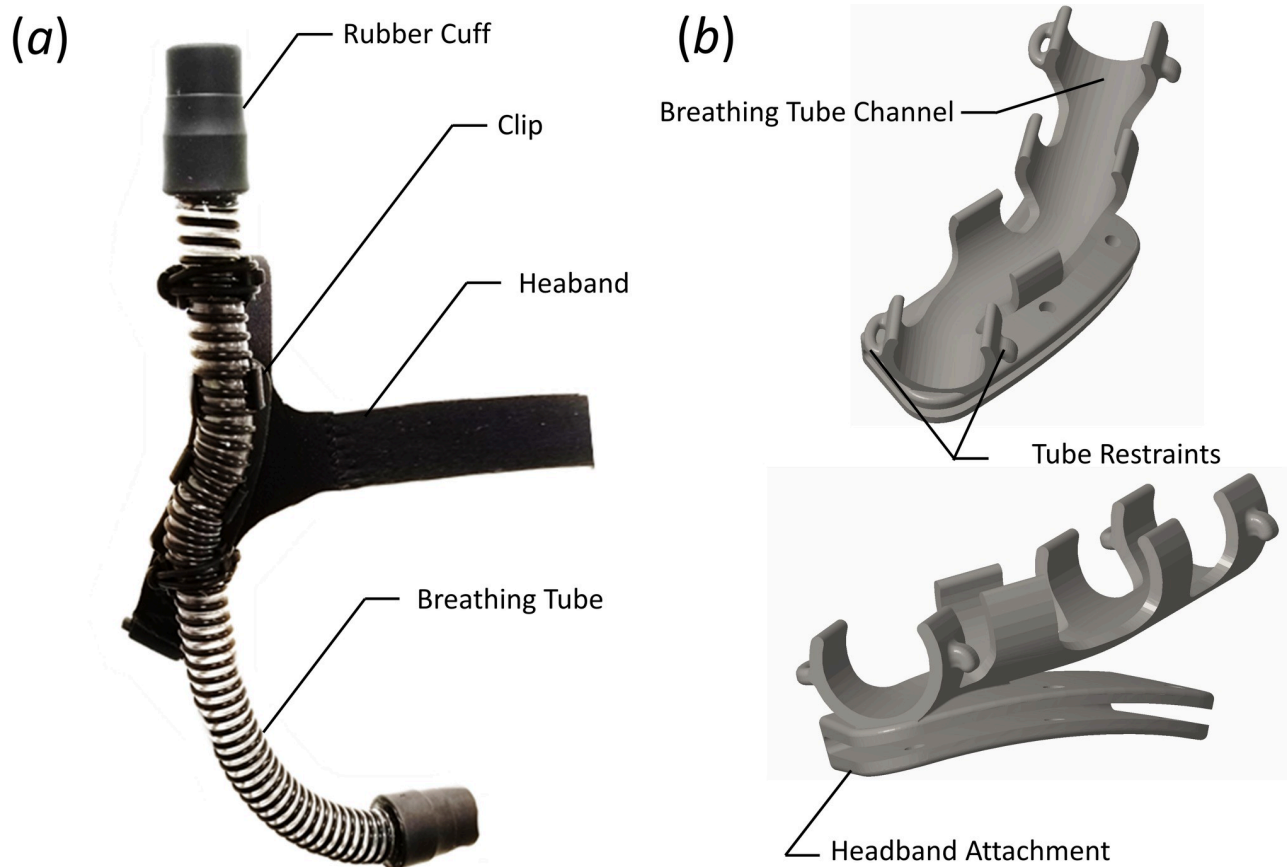 (a)
Rubber Cuff
Clip
Heaband
Breathing Tube
(b)
Breathing Tube Channel
Tube Restraints
Headband Attachment